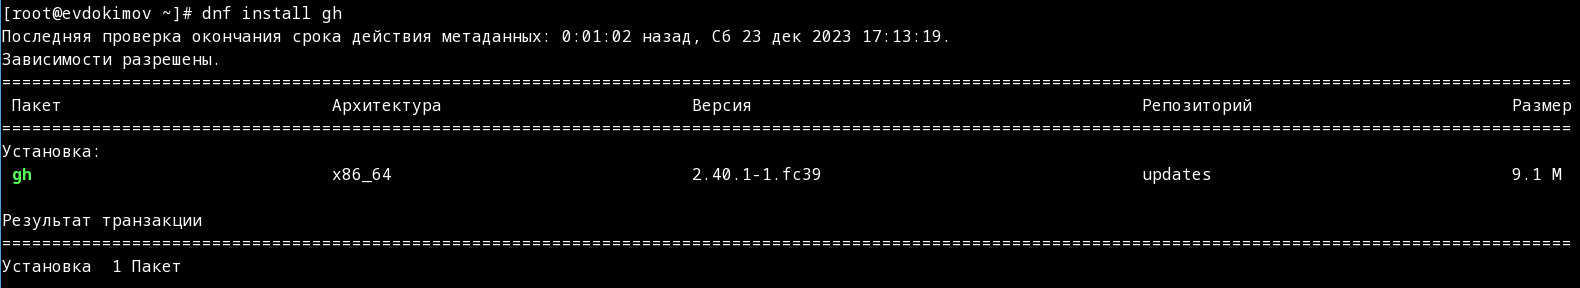 [root@evdokimov ~]# dnf install gh
Последняя проверка окончания срока действия метаданных: 0:01:02 назад, Сб 23 дек 2023 17:13:19.
Зависимости разрешены.
=============================================================================================================================================================
Пакет Архитектура Версия Репозиторий Размер
=============================================================================================================================================================
Установка:
gh x86_64 2.40.1-1.fc39 updates 9.1 M
Результат транзакции
=============================================================================================================================================================
Установка  1 Пакет